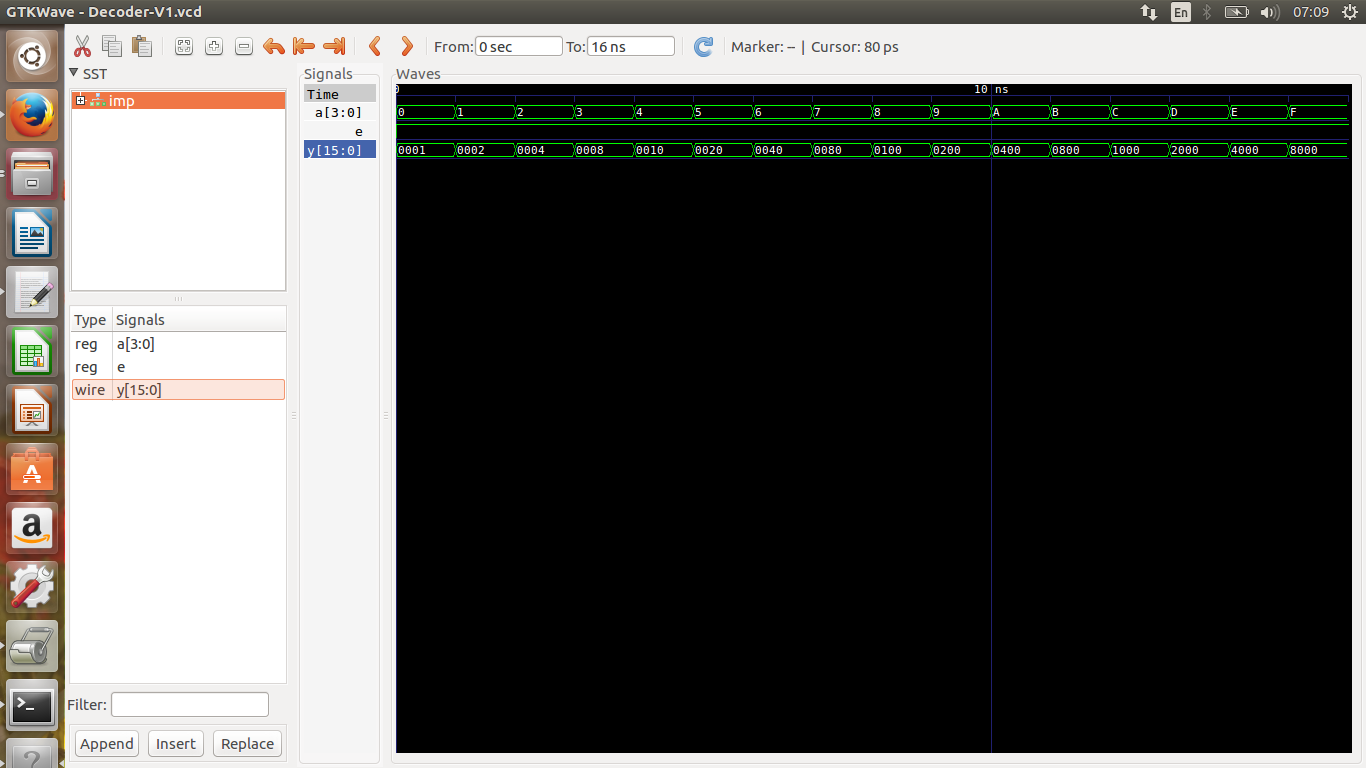 GTKWave - Decoder-V1.vcd
En
07:09
From: 0 sec To: 16 ns
Marker: -- | Cursor: 80 ps
SST
imp
Type Signals
reg a[3:0]
reg e
wire y[15:0]
Filter:
Append Insert Replace
Signals
Time
a[3:0]
e
y[15:0]
Waves
0 10 ns
0 1 2 3 4 5 6 7 8 9 A B C D E F
0001 0002 0004 0008 0010 0020 0040 0080 0100 0200 0400 0800 1000 2000 4000 8000